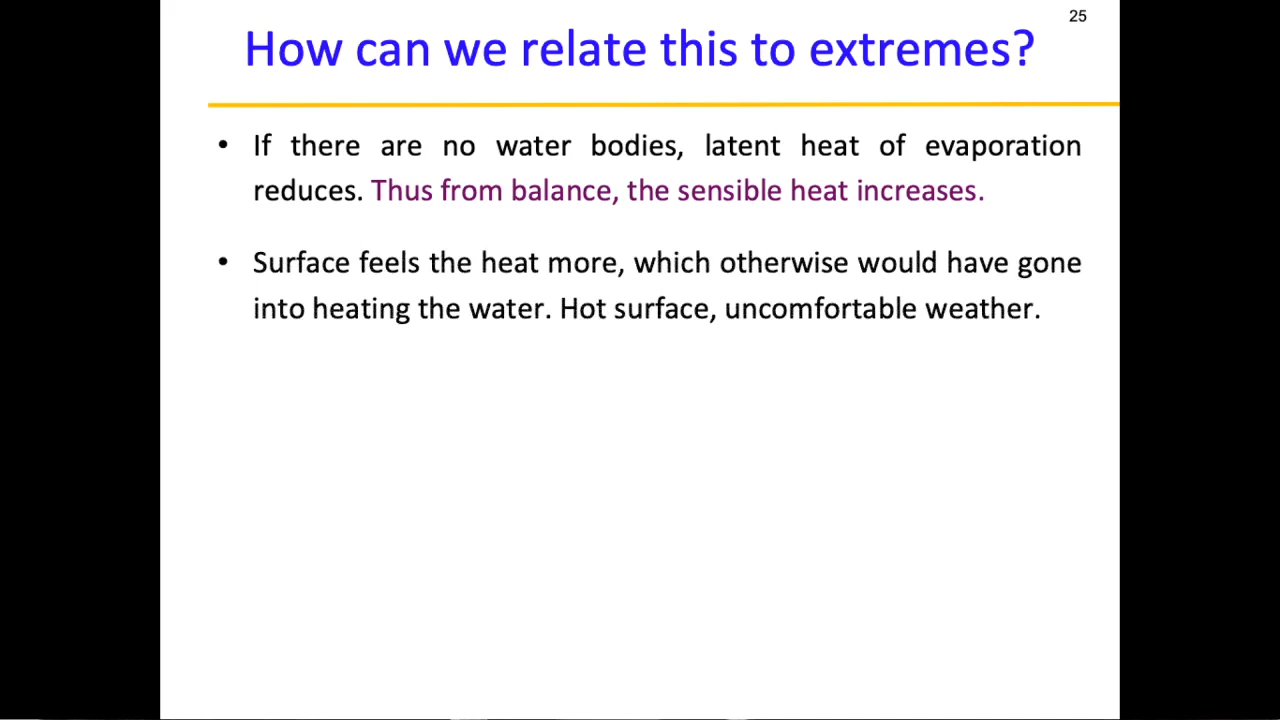 25
How can we relate this to extremes?
• If there are no water bodies, latent heat of evaporation
reduces. Thus from balance, the sensible heat increases.
• Surface feels the heat more, which otherwise would have gone
into heating the water. Hot surface, uncomfortable weather.